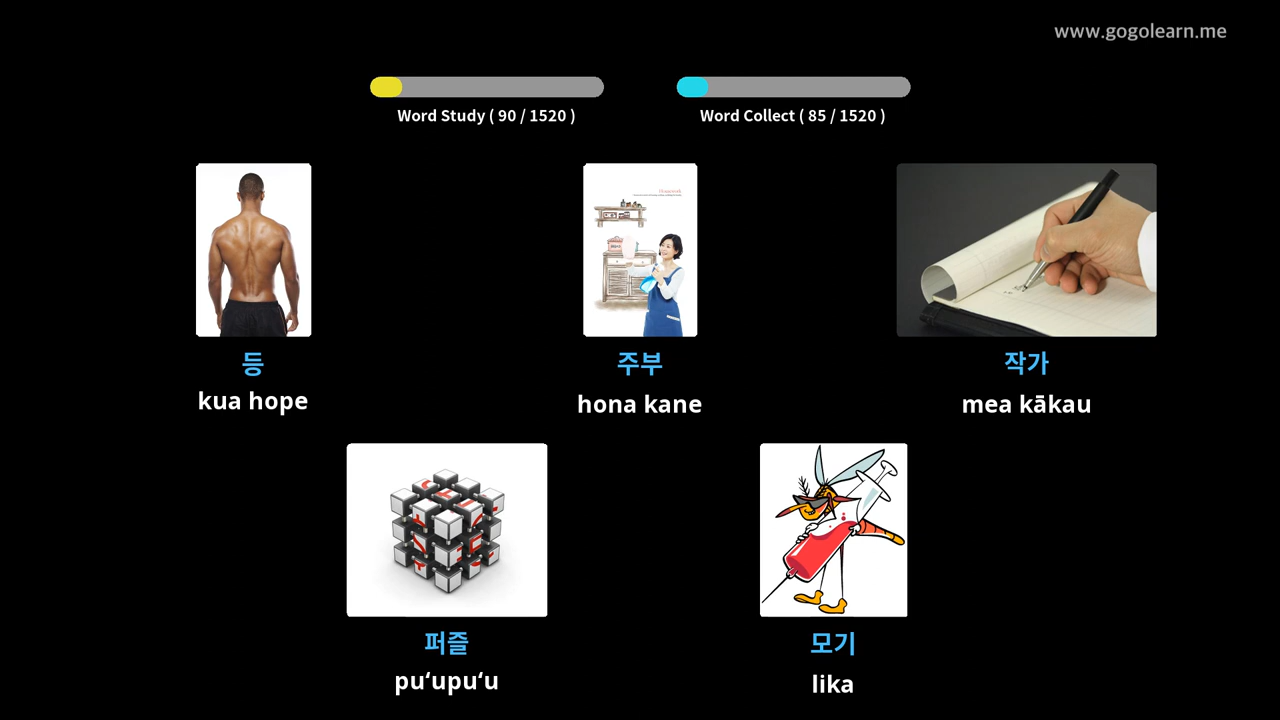 www.gogolearn.me
Word Study ( 90 / 1520 )
Word Collect ( 85 / 1520 )
등
kua hope
주부
hona kane
작가
mea kākau
퍼즐
puʻupuʻu
모기
lika